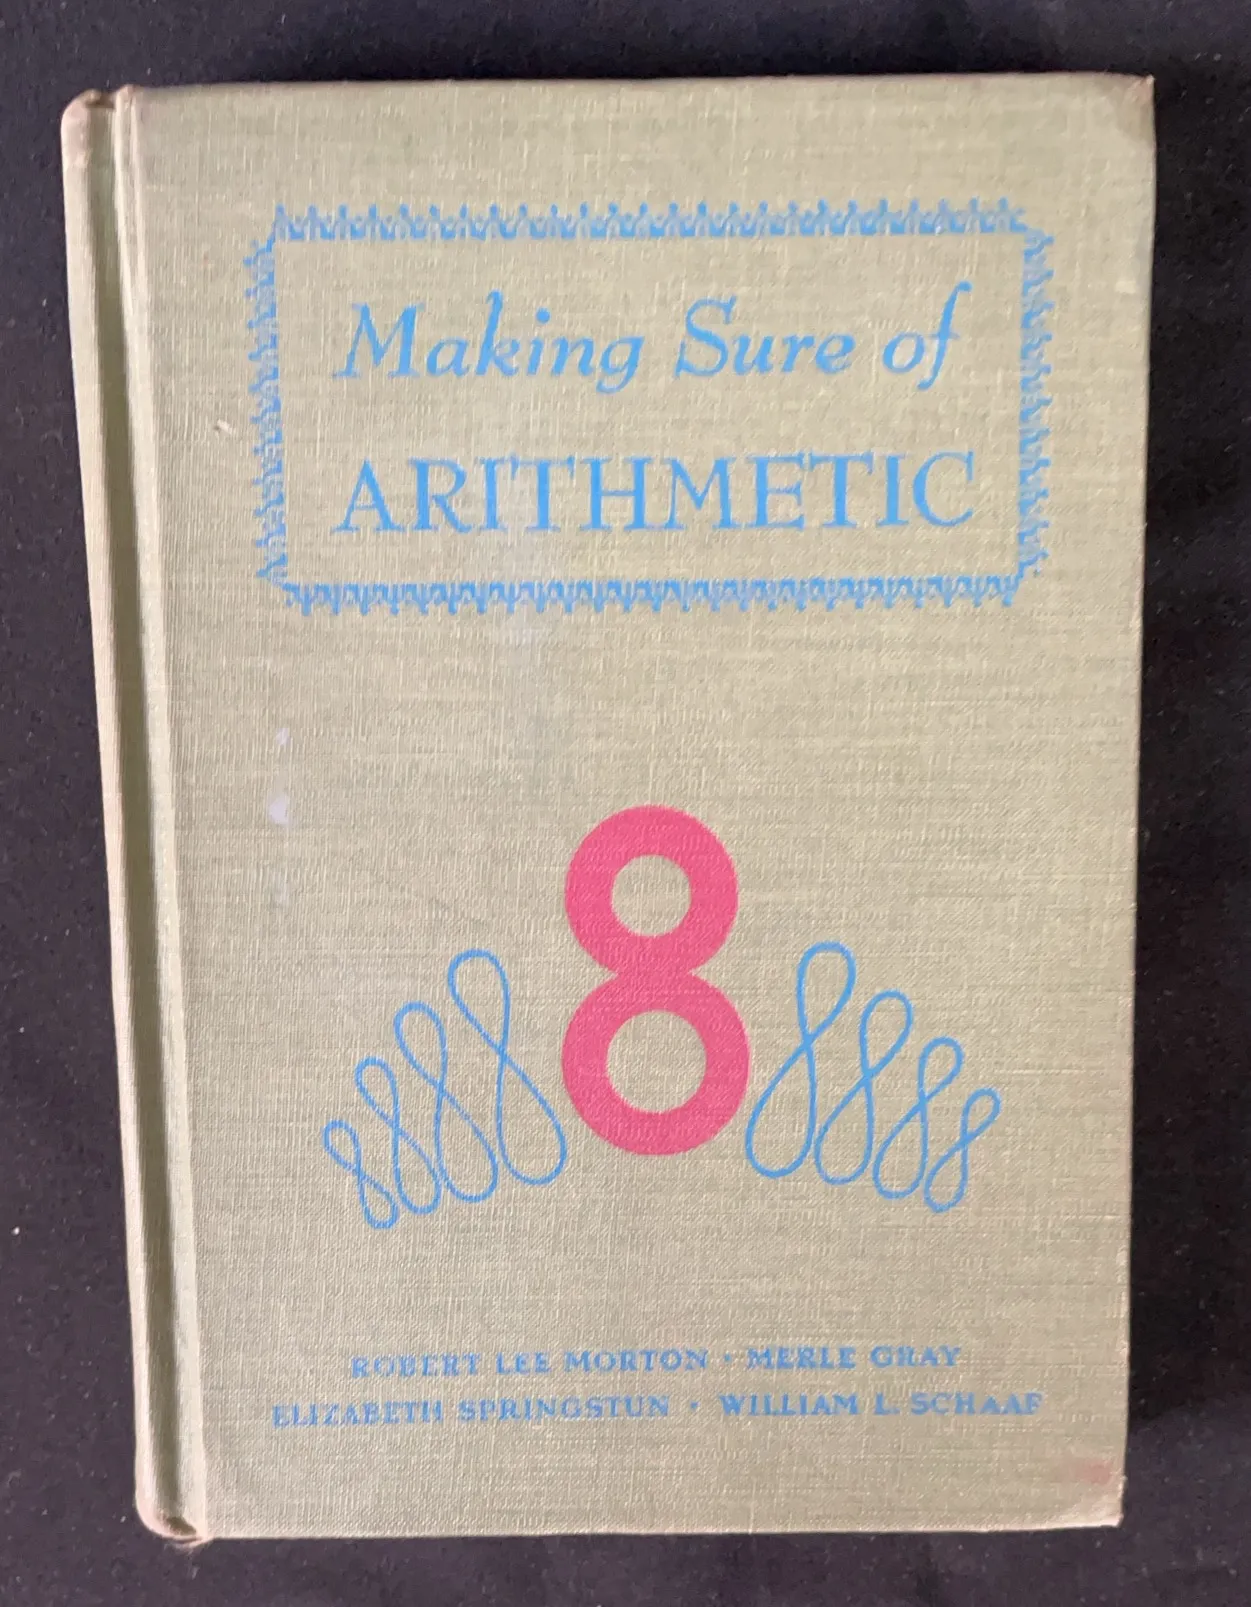 Making Sure of
ARITHMETIC
8
ROBERT LEE MORTON · MERLE GRAY
ELIZABETH SPRINGSTUN · WILLIAM L. SCHAAF